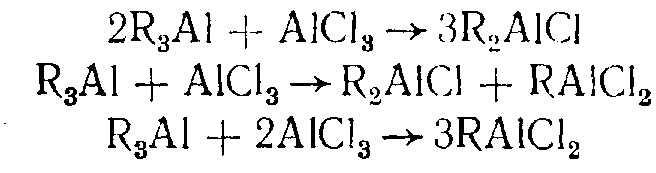 2R₃Al + AlCl₃ → 3R₂AlCl
R₃Al + AlCl₃ → R₂AlCl + RAlCl₂
R₃Al + 2AlCl₃ → 3RAlCl₂